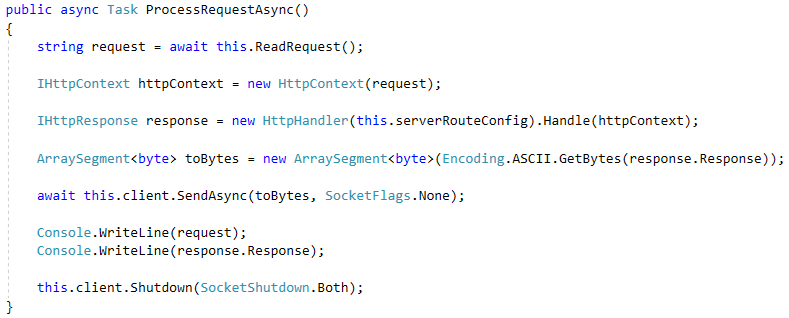 public async Task ProcessRequestAsync()
{
string request = await this.ReadRequest();
IHttpContext httpContext = new HttpContext(request);
IHttpResponse response = new HttpHandler(this.serverRouteConfig).Handle(httpContext);
ArraySegment<byte> toBytes = new ArraySegment<byte>(Encoding.ASCII.GetBytes(response.Response));
await this.client.SendAsync(toBytes, SocketFlags.None);
Console.WriteLine(request);
Console.WriteLine(response.Response);
this.client.Shutdown(SocketShutdown.Both);
}